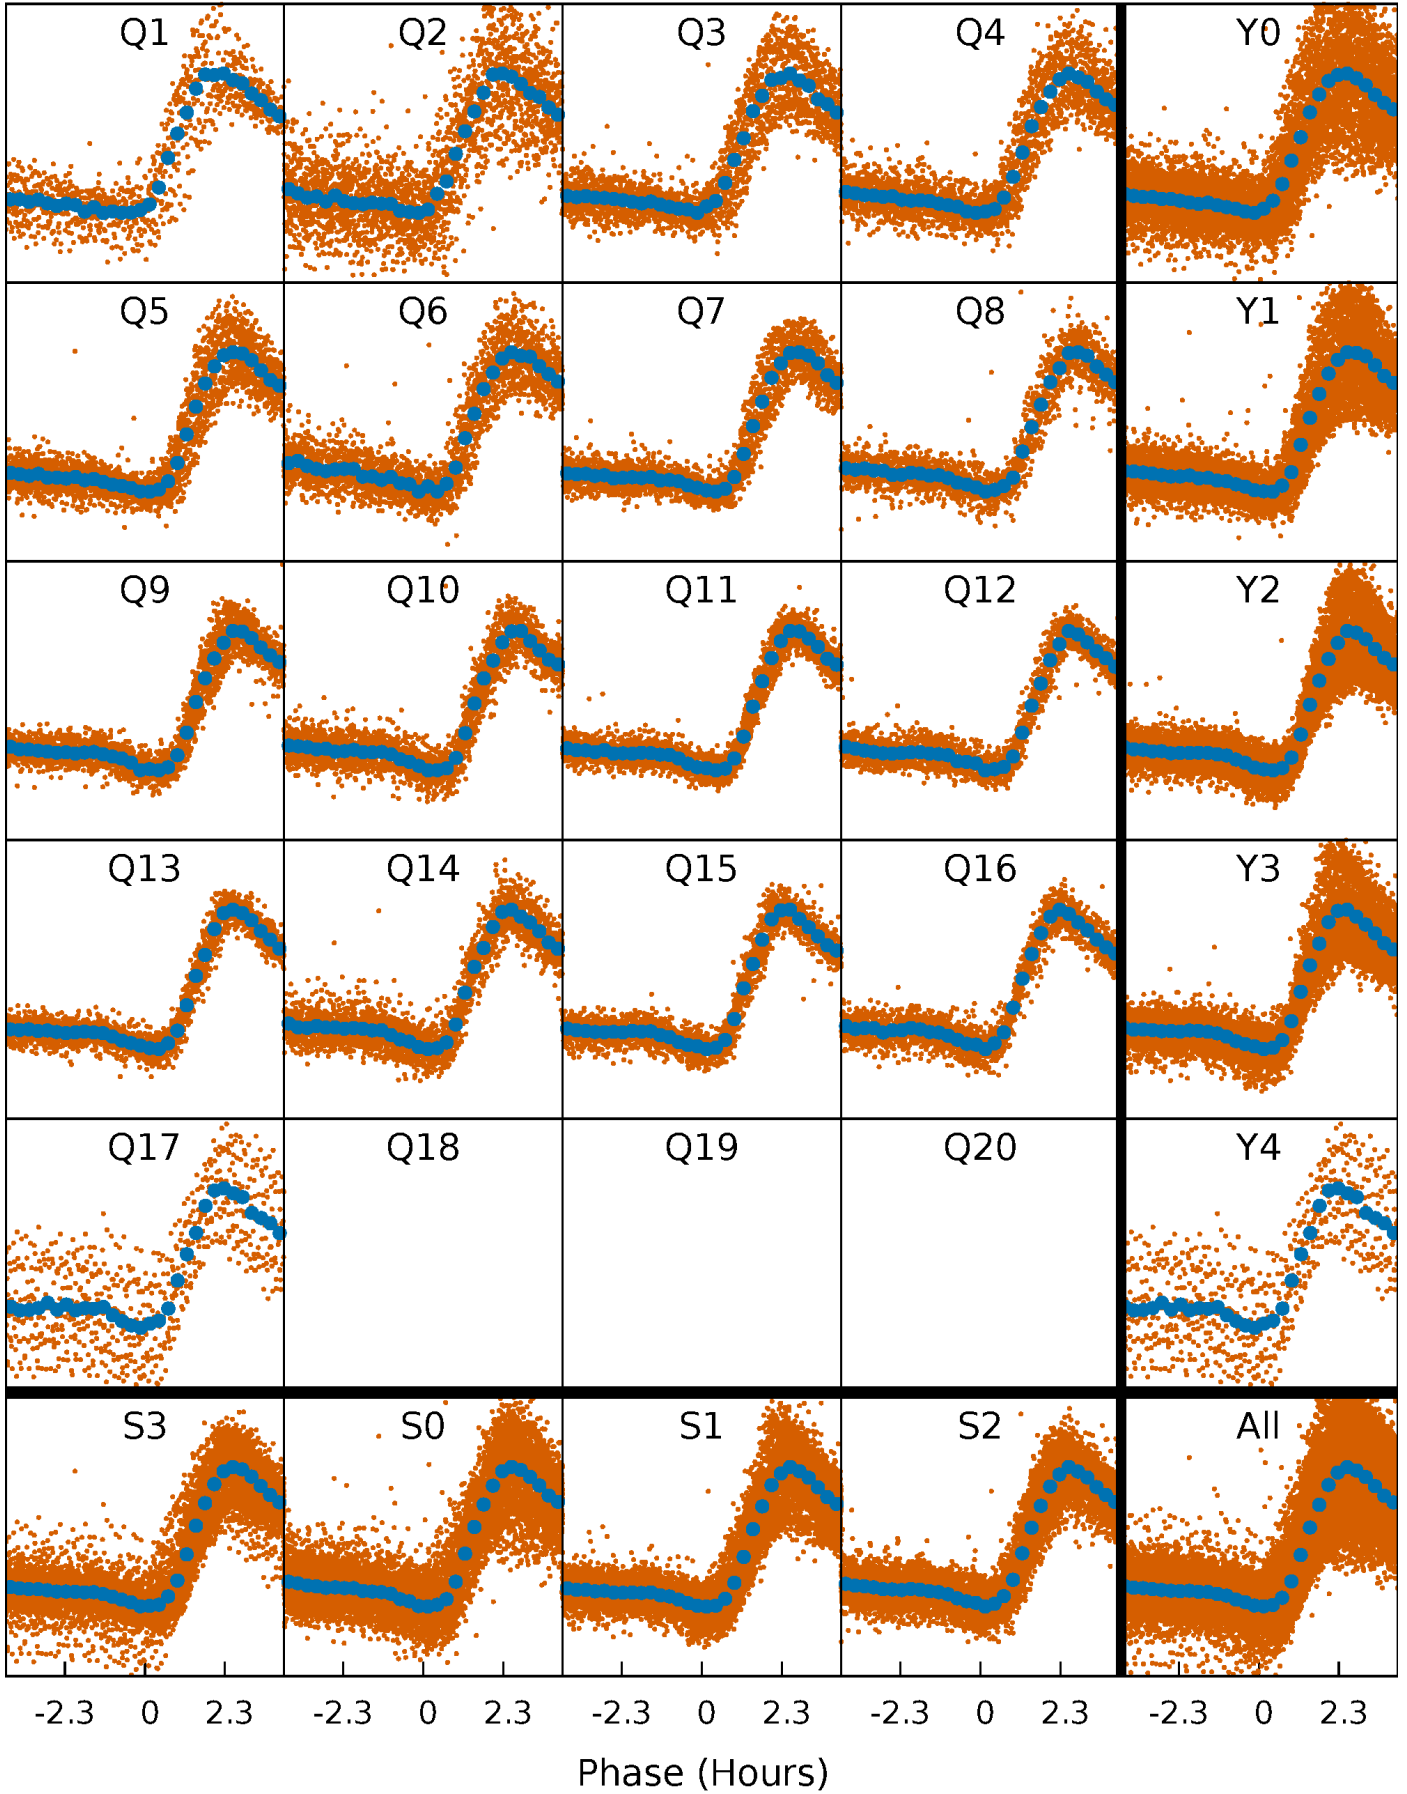 Q1 Q2 Q3 Q4 Y0
Q5 Q6 Q7 Q8 Y1
Q9 Q10 Q11 Q12 Y2
Q13 Q14 Q15 Q16 Y3
Q17 Q18 Q19 Q20 Y4
S3 S0 S1 S2 All
-2.3 0 2.3 -2.3 0 2.3 -2.3 0 2.3 -2.3 0 2.3 -2.3 0 2.3
Phase (Hours)